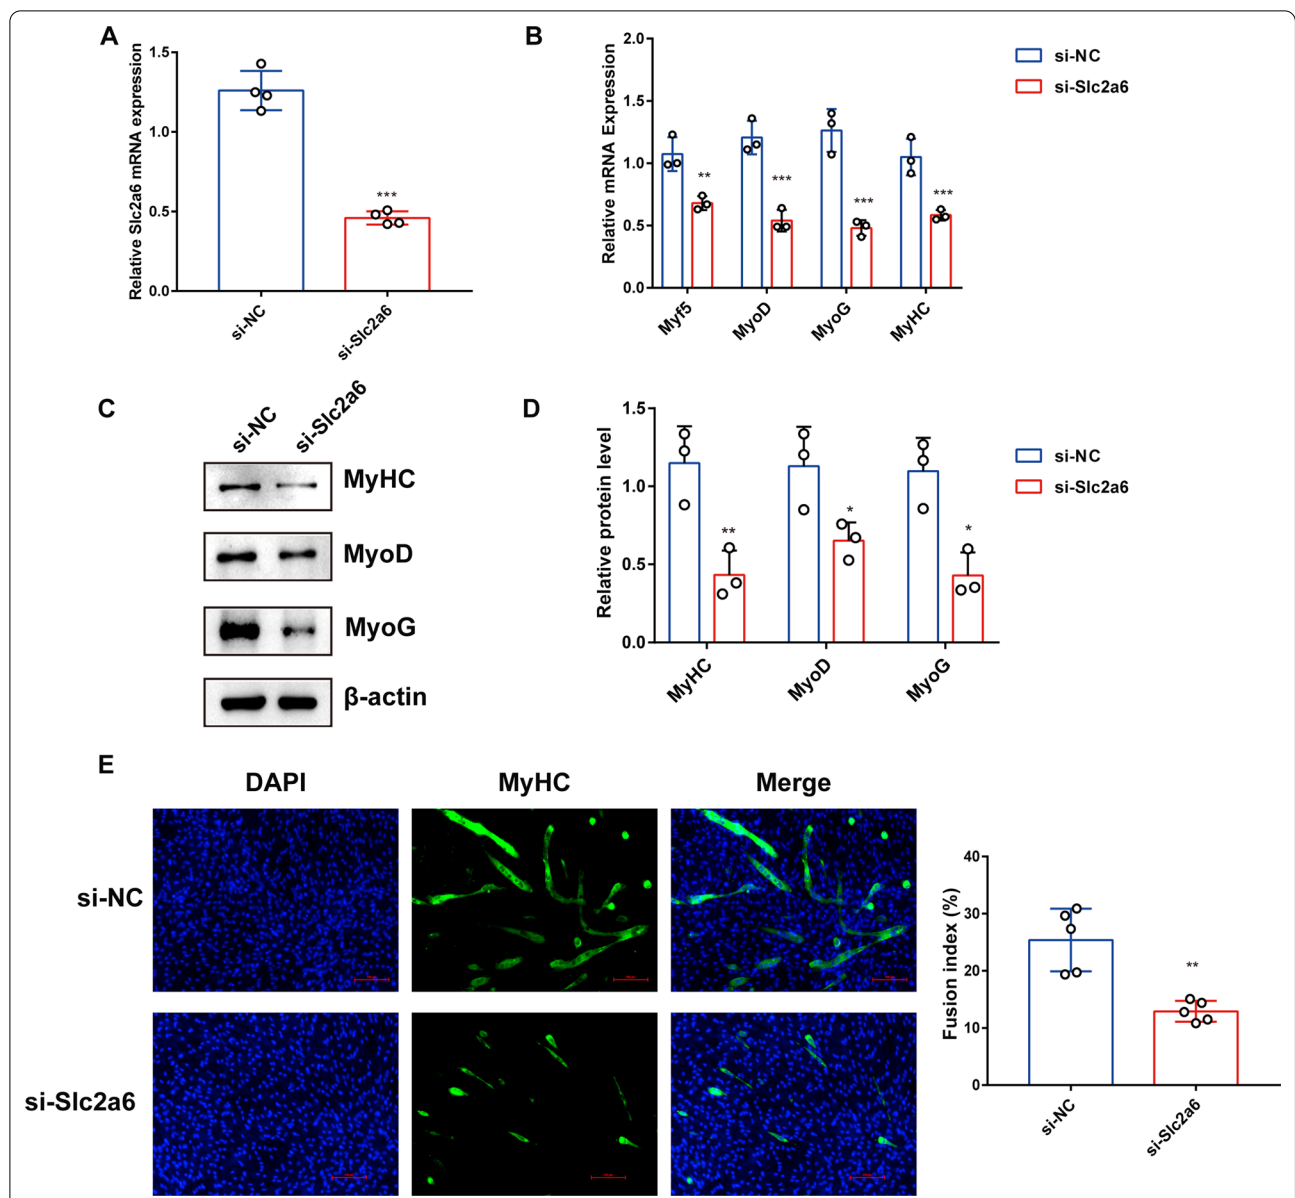 A
Relative Slc2a6 mRNA expression
1.5
1.0
0.5
0.0
***
si-NC
si-Slc2a6
B
Relative mRNA Expression
2.0
1.5
1.0
0.5
0.0
**
***
***
***
Myf5
MyoD
MyoG
MyHC
si-NC
si-Slc2a6
C
si-NC
si-Slc2a6
MyHC
MyoD
MyoG
β-actin
D
Relative protein level
1.5
1.0
0.5
0.0
**
*
*
MyHC
MyoD
MyoG
si-NC
si-Slc2a6
E
DAPI
MyHC
Merge
si-NC
si-Slc2a6
Fusion index (%)
40
30
20
10
0
**
si-NC
si-Slc2a6